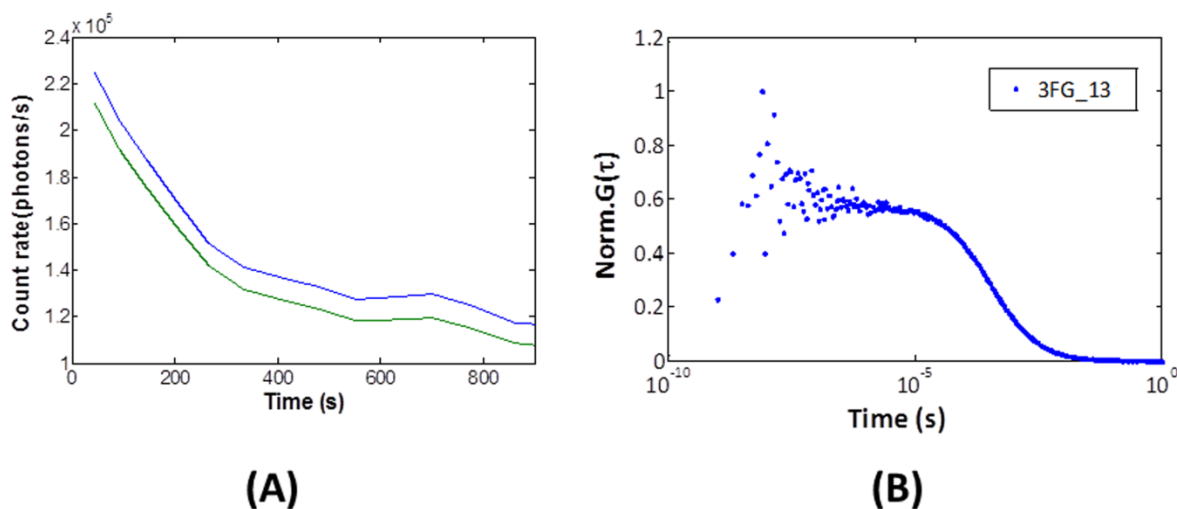 2.4 x 10^5
2.2
2
1.8
1.6
1.4
1.2
1
0
200
400
600
800
Count rate(photons/s)
Time (s)
(A)
1.2
1
0.8
0.6
0.4
0.2
0
10^-10
10^-5
10^0
Norm.G(τ)
Time (s)
3FG_13
(B)